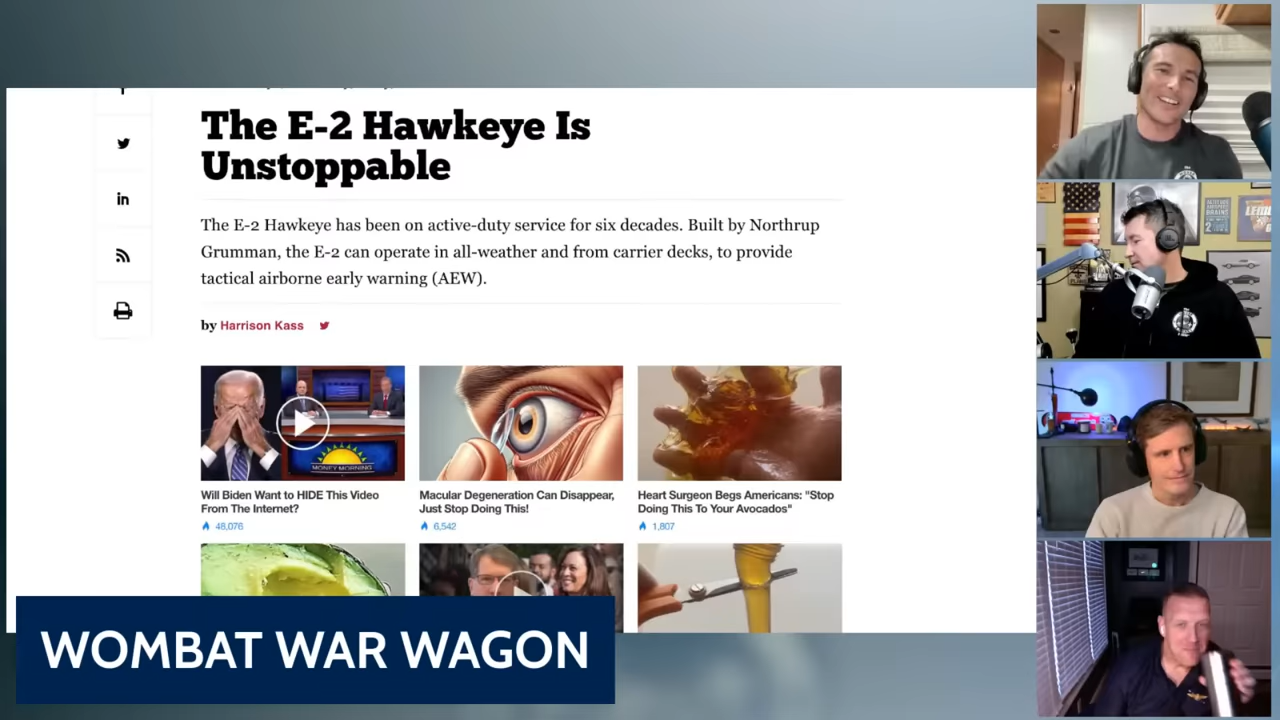 The E-2 Hawkeye Is
Unstoppable
The E-2 Hawkeye has been on active-duty service for six decades. Built by Northrup
Grumman, the E-2 can operate in all-weather and from carrier decks, to provide
tactical airborne early warning (AEW).
by Harrison Kass
in
MONEY MORNING
Will Biden Want to HIDE This Video
From The Internet?
48,076
Macular Degeneration Can Disappear,
Just Stop Doing This!
6,542
Heart Surgeon Begs Americans: "Stop
Doing This To Your Avocados"
1,807
WOMBAT WAR WAGON